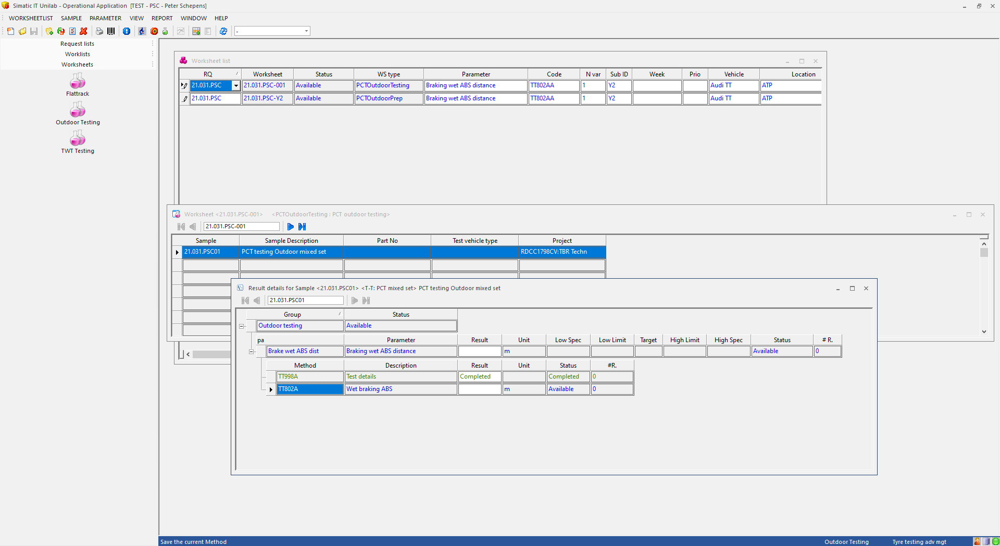 Simatic IT Unilab - Operational Application [TEST - PSC - Peter Schepens]
WORKSHEETLIST SAMPLE PARAMETER VIEW REPORT WINDOW HELP
-
Request lists
Worklists
Worksheets
Flattrack
Outdoor Testing
TWT Testing
Worksheet list
RQ Worksheet Status WS type Parameter Code N var Sub ID Week Prio Vehicle Location
21.031.PSC 21.031.PSC-001 Available PCTOutdoorTesting Braking wet ABS distance TT802AA 1 Y2 Audi TT ATP
21.031.PSC 21.031.PSC-Y2 Available PCTOutdoorPrep Braking wet ABS distance TT802AA 1 Y2 Audi TT ATP
Worksheet <21.031.PSC-001> <PCTOutdoorTesting : PCT outdoor testing>
21.031.PSC-001
Sample Sample Description Part No Test vehicle type Project
21.031.PSC01 PCT testing Outdoor mixed set RDCC1798CV:TBR Techn
Result details for Sample <21.031.PSC01> <T-T: PCT mixed set> PCT testing Outdoor mixed set
21.031.PSC01
Group Status
Outdoor testing Available
pa Parameter Result Unit Low Spec Low Limit Target High Limit High Spec Status # R.
Brake wet ABS dist Braking wet ABS distance m Available 0
Method Description Result Unit Status #R.
TT998A Test details Completed Completed 0
TT802A Wet braking ABS m Available 0
Save the current Method Outdoor Testing Tyre testing adv mgt